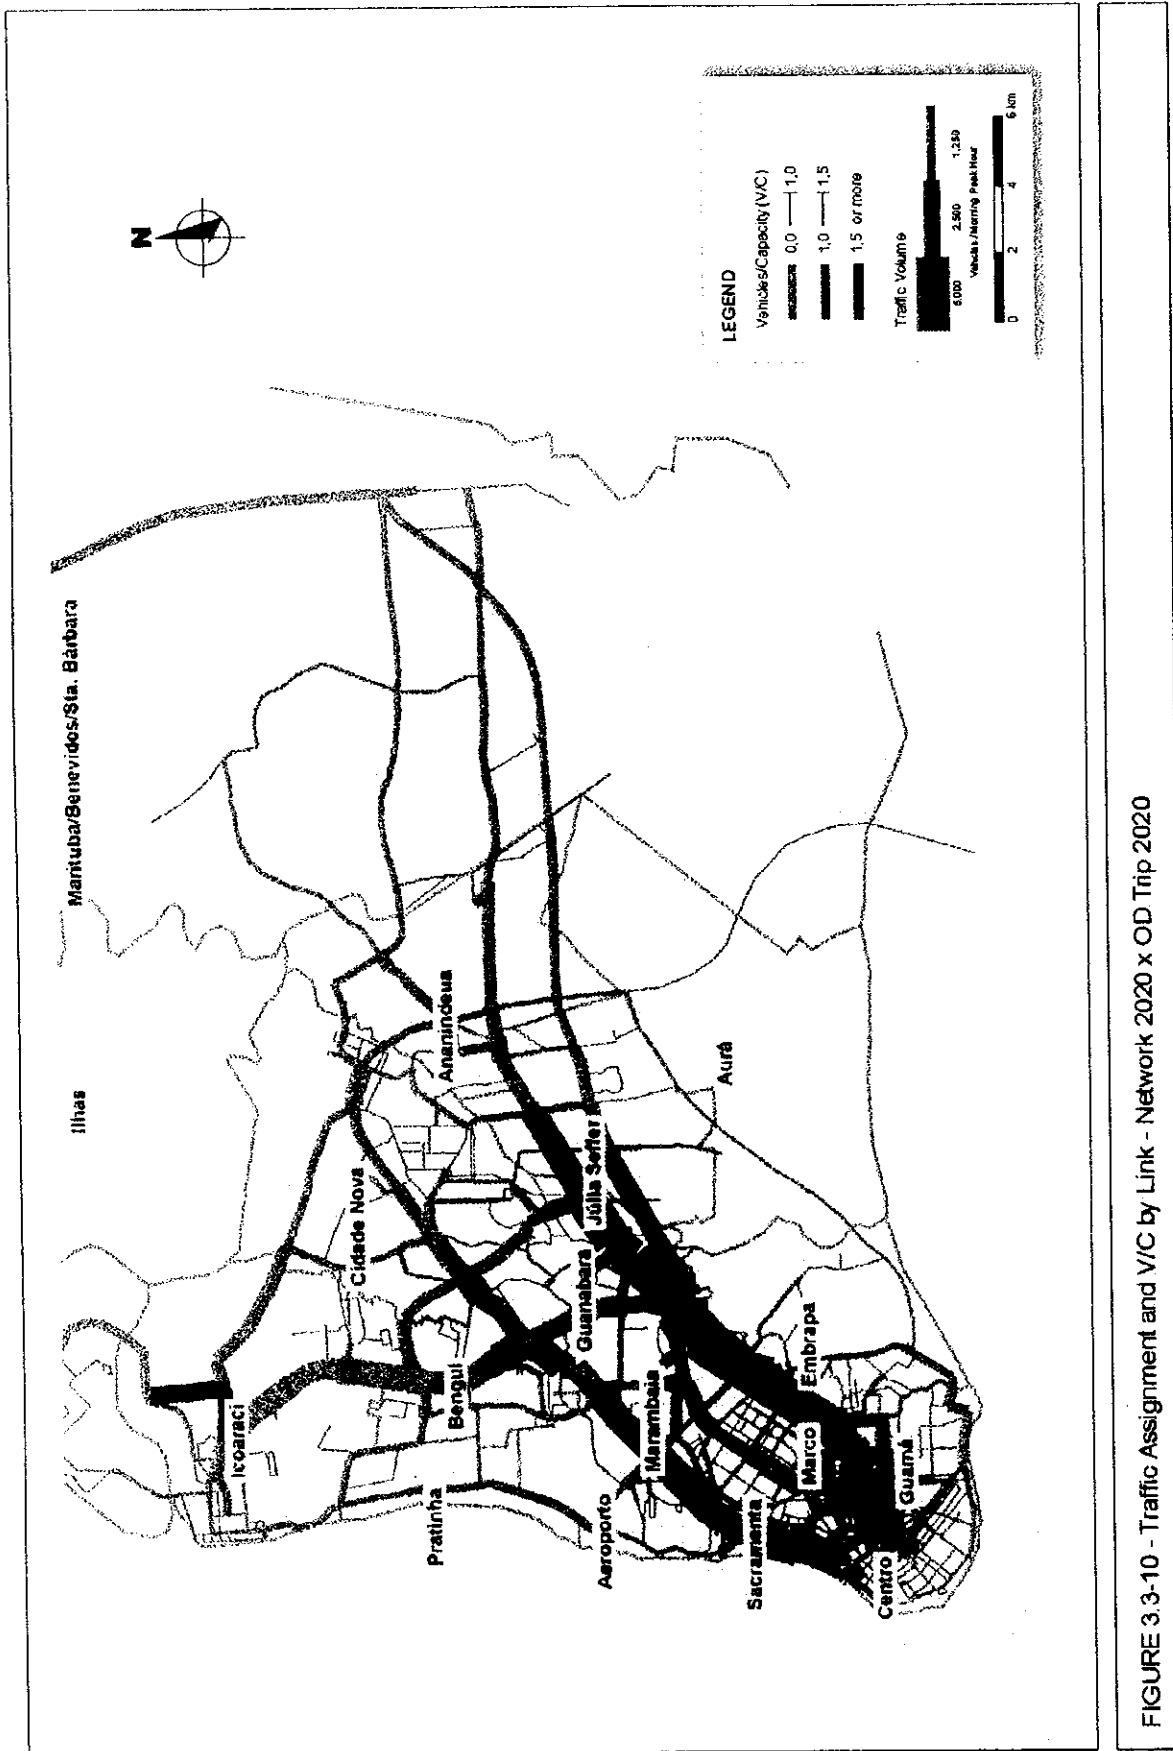 Marituba/Benevides/Sta. Bárbara
Ilhas
N
Icoaraci
Cidade Nova
Ananindeua
Pratinha
Bengui
Guanabara
Júlia Seffer
Aeroporto
Marambaia
Aurá
Sacramenta
Marco
Embrapa
Centro
Guamá
LEGEND
Vehicles/Capacity (V/C)
0,0 1,0
1,0 1,5
1,5 or more
Traffic Volume
5.000 2.500 1.250
Vehicles/Morning Peak Hour
0 2 4 6 km
FIGURE 3.3-10 - Traffic Assignment and V/C by Link - Network 2020 x OD Trip 2020